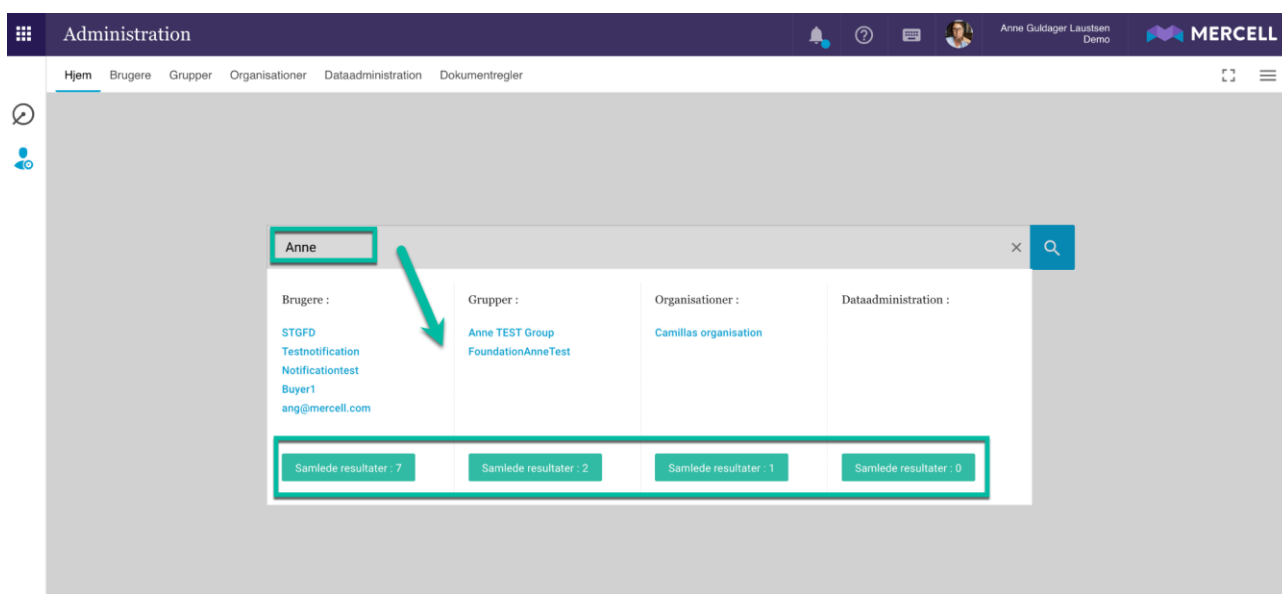 Administration
Anne Guldager Laustsen
Demo
MERCELL
Hjem Brugere Grupper Organisationer Dataadministration Dokumentregler
Anne
Brugere :
STGFD
Testnotification
Notificationtest
Buyer1
ang@mercell.com
Samlede resultater : 7
Grupper :
Anne TEST Group
FoundationAnneTest
Samlede resultater : 2
Organisationer :
Camillas organisation
Samlede resultater : 1
Dataadministration :
Samlede resultater : 0